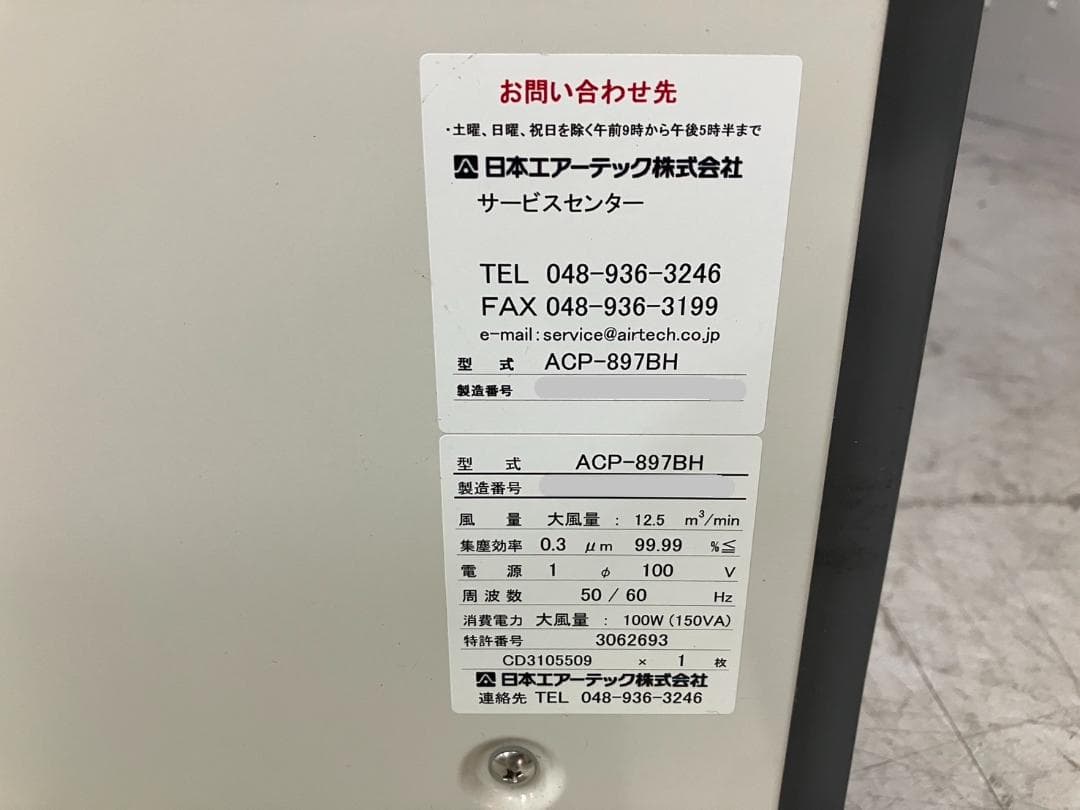 お問い合わせ先
・土曜、日曜、祝日を除く午前9時から午後5時半まで
日本エアーテック株式会社
サービスセンター
TEL 048-936-3246
FAX 048-936-3199
e-mail:service@airtech.co.jp
型 式 ACP-897BH
製造番号
型 式 ACP-897BH
製造番号
風 量 大風量 : 12.5 m³/min
集塵効率 0.3 μm 99.99 %≦
電 源 1 φ 100 V
周波数 50 / 60 Hz
消費電力 大風量 : 100W (150VA)
特許番号 3062693
CD3105509 × 1 枚
日本エアーテック株式会社
連絡先 TEL 048-936-3246